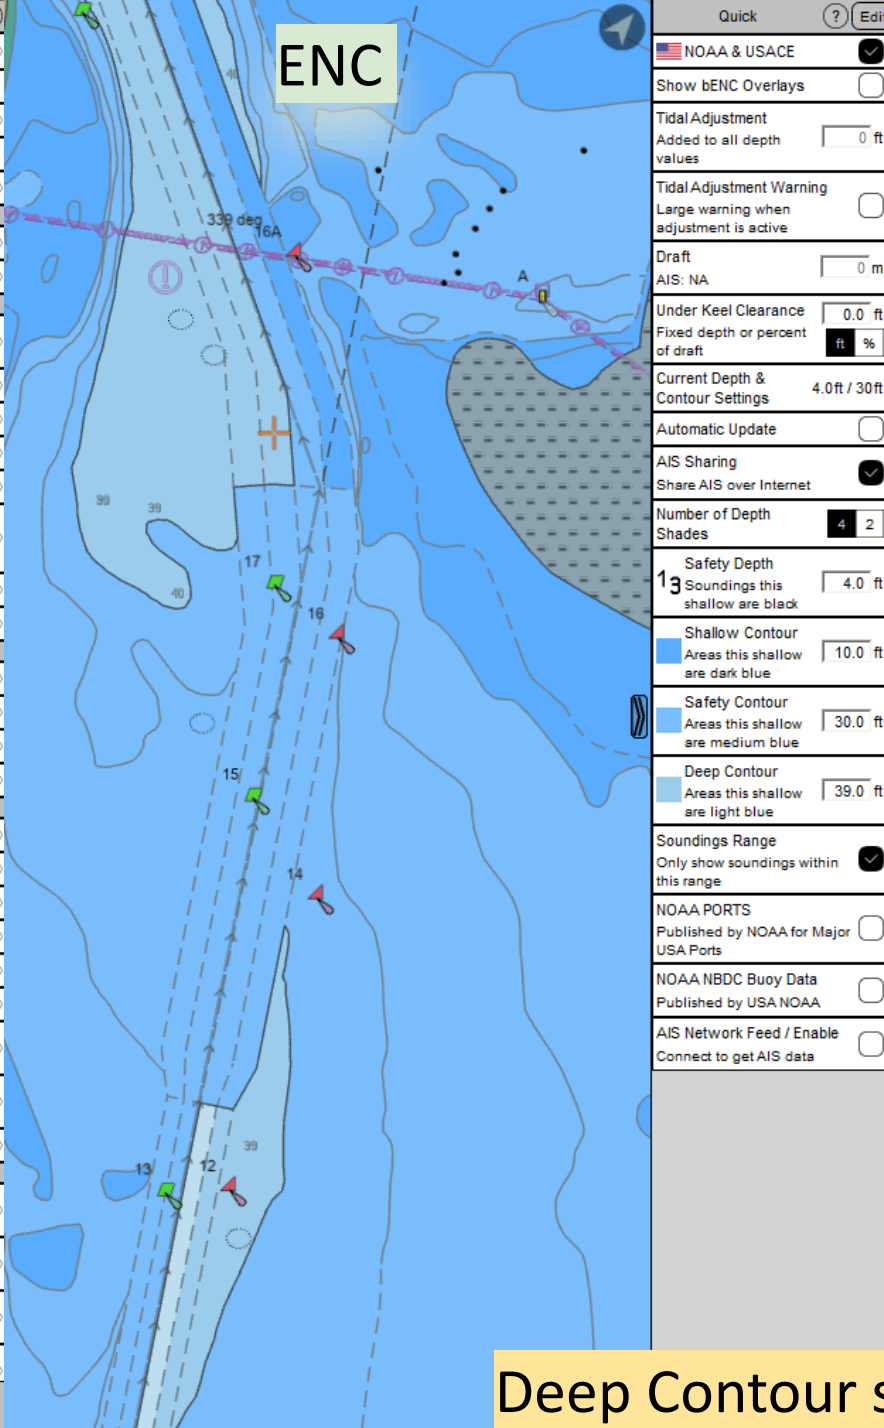 ENC
40
339 deg
16A
A
39
39
17
40
16
15
14
39
13
12
Deep Contour s
Quick
?
Edit
NOAA & USACE
Show bENC Overlays
Tidal Adjustment
Added to all depth
values
0 ft
Tidal Adjustment Warning
Large warning when
adjustment is active
Draft
AIS: NA
0 m
Under Keel Clearance
Fixed depth or percent
of draft
0.0 ft
ft %
Current Depth &
Contour Settings
4.0ft / 30ft
Automatic Update
AIS Sharing
Share AIS over Internet
Number of Depth
Shades
4 2
13
Safety Depth
Soundings this
shallow are black
4.0 ft
Shallow Contour
Areas this shallow
are dark blue
10.0 ft
Safety Contour
Areas this shallow
are medium blue
30.0 ft
Deep Contour
Areas this shallow
are light blue
39.0 ft
Soundings Range
Only show soundings within
this range
NOAA PORTS
Published by NOAA for Major
USA Ports
NOAA NBDC Buoy Data
Published by USA NOAA
AIS Network Feed / Enable
Connect to get AIS data